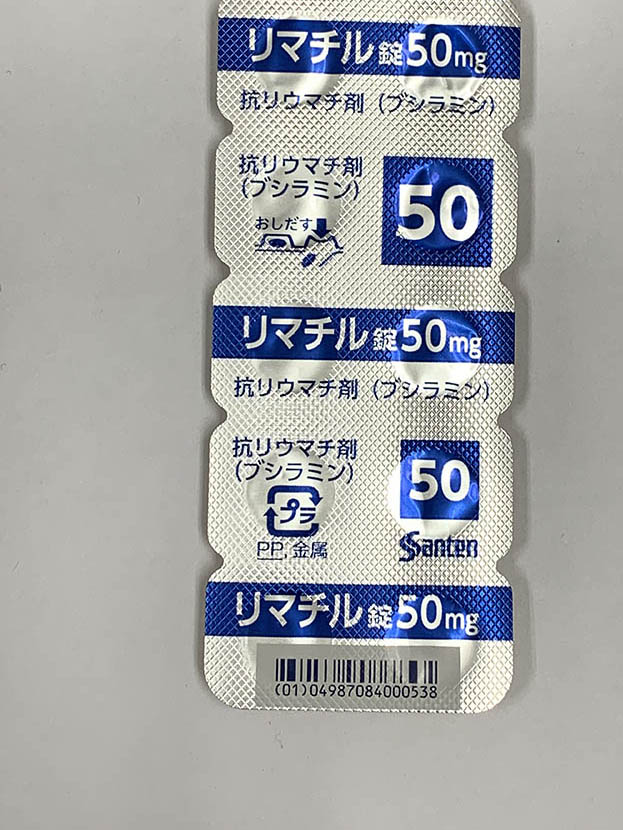 リマチル錠50mg
抗リウマチ剤（ブシラミン）
抗リウマチ剤
（ブシラミン）
おしだす
50
リマチル錠50mg
抗リウマチ剤（ブシラミン）
抗リウマチ剤
（ブシラミン）
プラ
PP,金属
50
Santen
リマチル錠50mg
(01)04987084000538